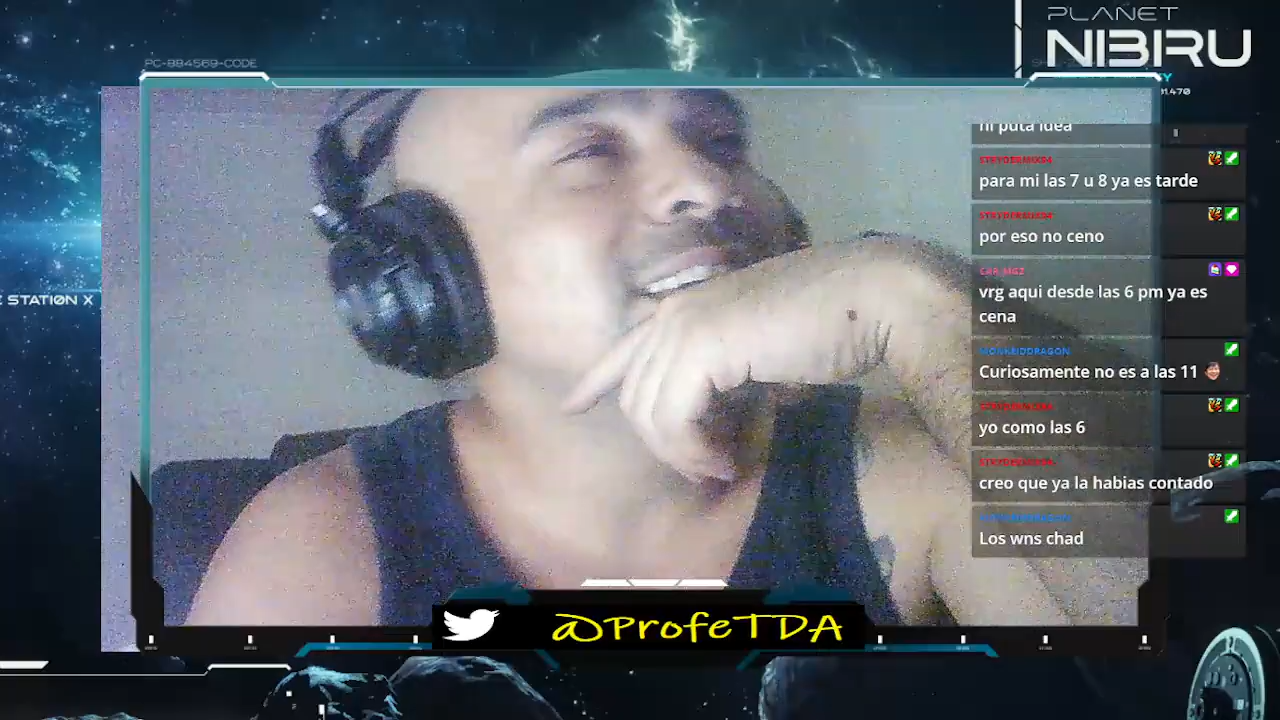 PLANET
NIBIRU
PC-884569-CODE
ni puta idea
para mi las 7 u 8 ya es tarde
por eso no ceno
vrg aqui desde las 6 pm ya es
cena
STATION X
MONKEIDDRAGON
Curiosamente no es a las 11
yo como las 6
creo que ya la habias contado
Los wns chad
@ProfeTDA